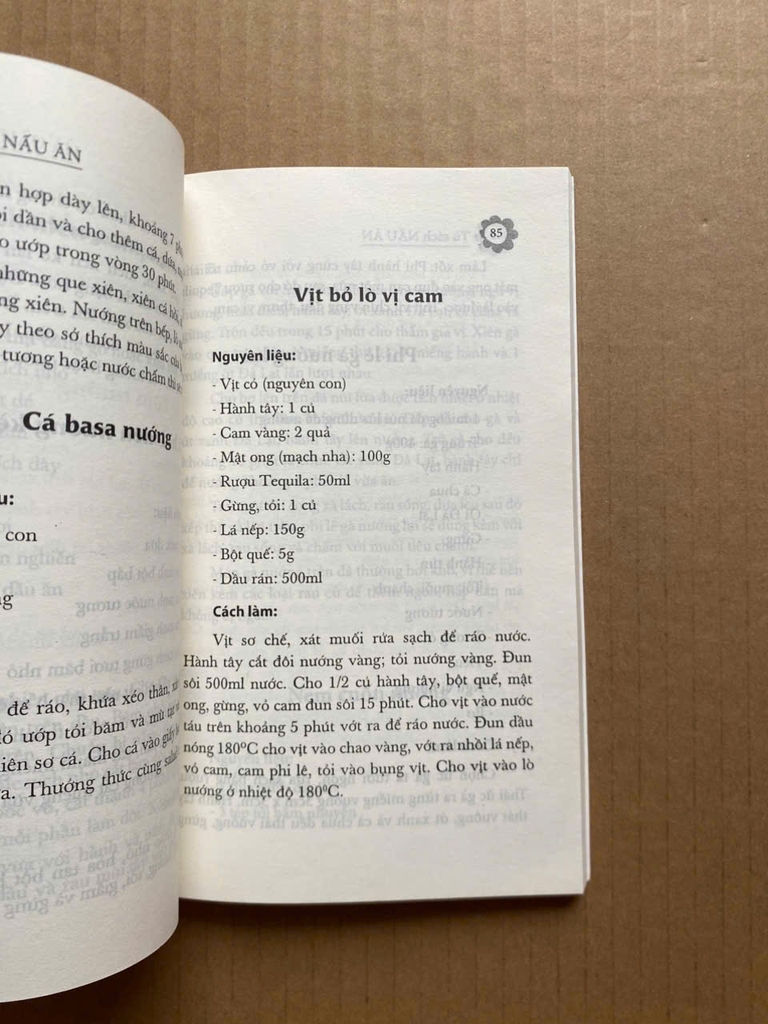 NẤU ĂN
n hợp dày lên, khoảng 7
dần và cho thêm cá, dứa,
ướp trong vòng 30 phút.
những que xiên, xiên cá
ng xiên. Nướng trên bếp,
y theo sở thích màu sắc của
tương hoặc nước chấm
Cá basa nướng
u:
con
để ráo, khứa xéo thân,
ó ướp tỏi băm và mù tạt
iên sơ cá. Cho cá vào giấy
a. Thưởng thức cùng
85
Vịt bỏ lò vị cam
Nguyên liệu:
- Vịt cỏ (nguyên con)
- Hành tây: 1 củ
- Cam vàng: 2 quả
- Mật ong (mạch nha): 100g
- Rượu Tequila: 50ml
- Gừng, tỏi: 1 củ
- Lá nếp: 150g
- Bột quế: 5g
- Dầu rán: 500ml
Cách làm:
Vịt sơ chế, xát muối rửa sạch để ráo nước.
Hành tây cắt đôi nướng vàng; tỏi nướng vàng. Đun
sôi 500ml nước. Cho 1/2 củ hành tây, bột quế, mật
ong, gừng, vỏ cam đun sôi 15 phút. Cho vịt vào nước
táu trên khoảng 5 phút vớt ra để ráo nước. Đun dầu
nóng 180ºC cho vịt vào chao vàng, vớt ra nhồi lá nếp,
vỏ cam, cam phi lê, tỏi vào bụng vịt. Cho vịt vào lò
nướng ở nhiệt độ 180ºC.